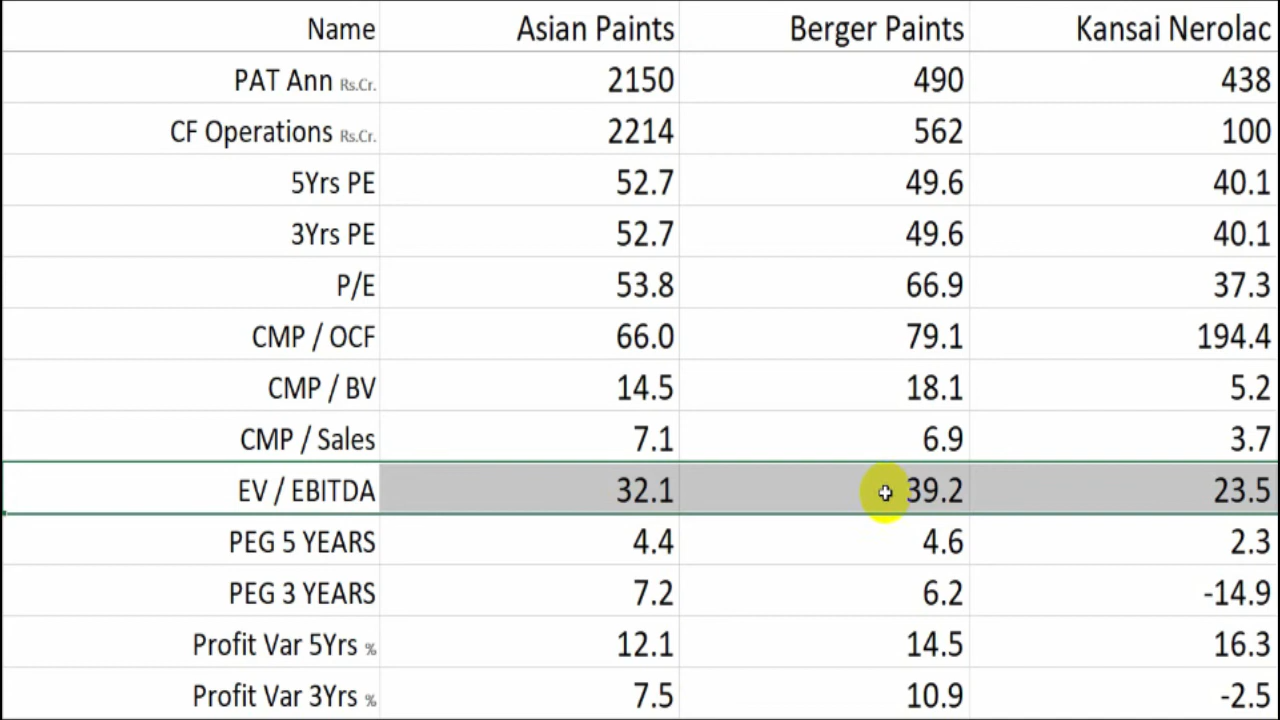 Name Asian Paints Berger Paints Kansai Nerolac
PAT Ann Rs.Cr. 2150 490 438
CF Operations Rs.Cr. 2214 562 100
5Yrs PE 52.7 49.6 40.1
3Yrs PE 52.7 49.6 40.1
P/E 53.8 66.9 37.3
CMP / OCF 66.0 79.1 194.4
CMP / BV 14.5 18.1 5.2
CMP / Sales 7.1 6.9 3.7
EV / EBITDA 32.1 39.2 23.5
PEG 5 YEARS 4.4 4.6 2.3
PEG 3 YEARS 7.2 6.2 -14.9
Profit Var 5Yrs % 12.1 14.5 16.3
Profit Var 3Yrs % 7.5 10.9 -2.5